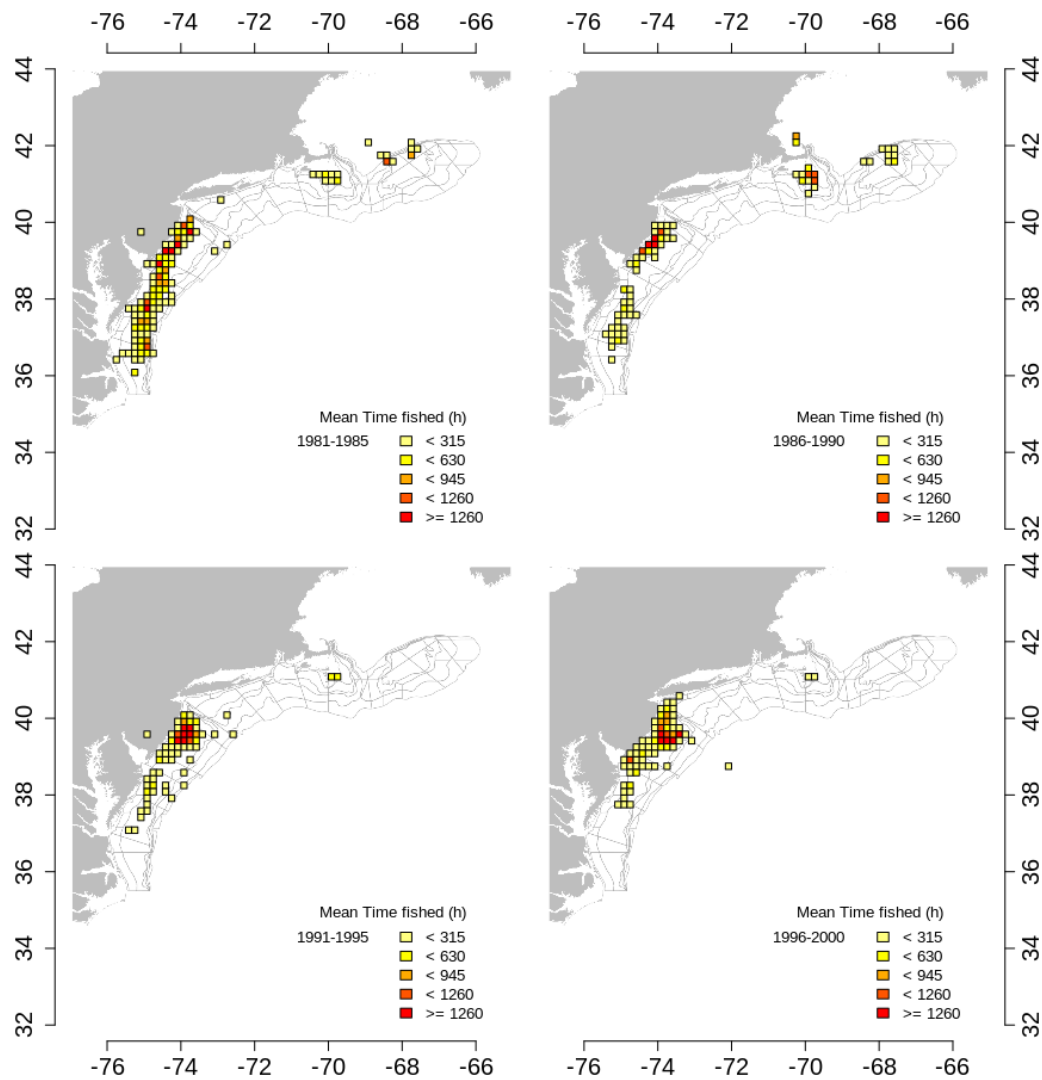 -76 -74 -72 -70 -68 -66 -76 -74 -72 -70 -68 -66
44 42 40 38 36 34 32
Mean Time fished (h)
1981-1985 < 315
< 630
< 945
< 1260
>= 1260
Mean Time fished (h)
1986-1990 < 315
< 630
< 945
< 1260
>= 1260
44 42 40 38 36 34 32
44 42 40 38 36 34 32
Mean Time fished (h)
1991-1995 < 315
< 630
< 945
< 1260
>= 1260
Mean Time fished (h)
1996-2000 < 315
< 630
< 945
< 1260
>= 1260
44 42 40 38 36 34 32
-76 -74 -72 -70 -68 -66 -76 -74 -72 -70 -68 -66